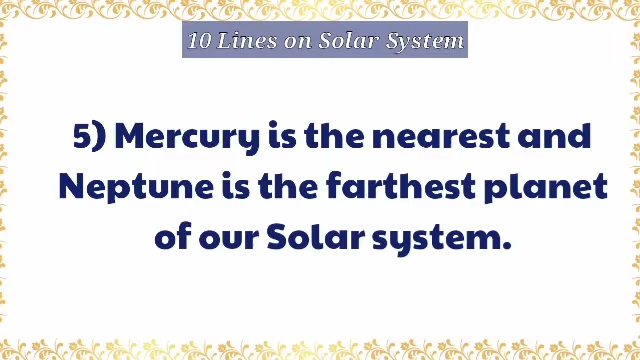 10 Lines on Solar System
5) Mercury is the nearest and
Neptune is the farthest planet
of our Solar system.